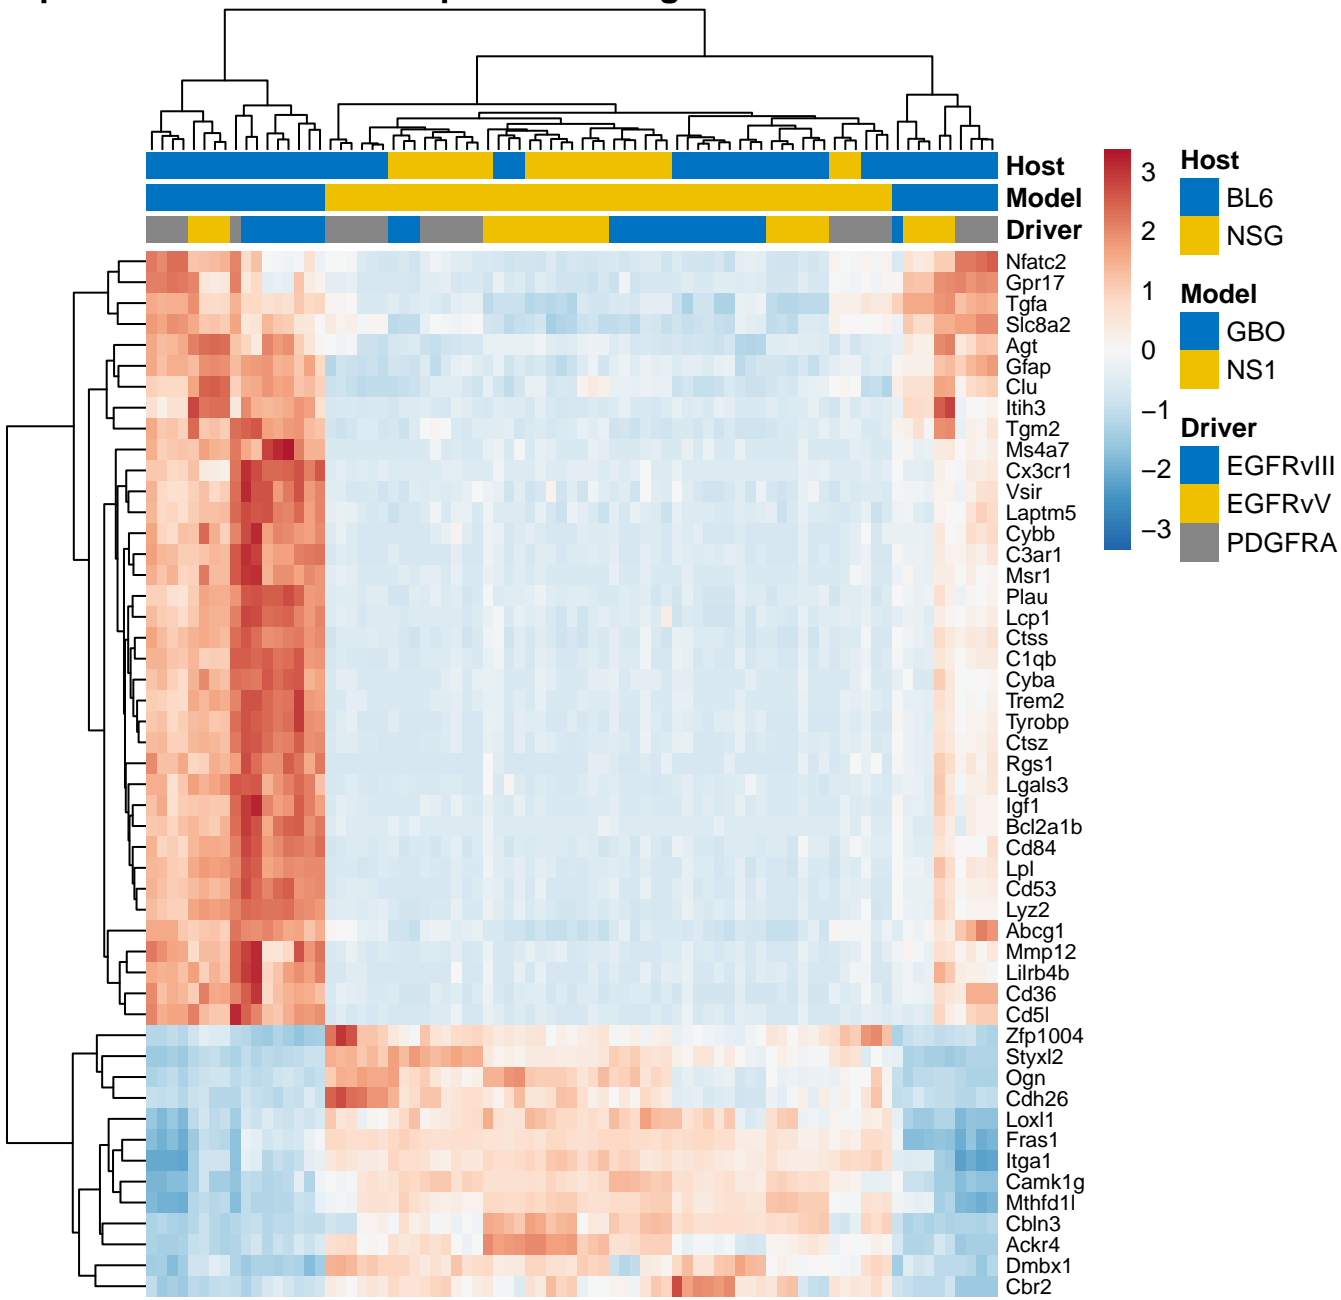 Host
Model
Driver
Nfatc2
Gpr17
Tgfa
Slc8a2
Agt
Gfap
Clu
Itih3
Tgm2
Ms4a7
Cx3cr1
Vsir
Laptm5
Cybb
C3ar1
Msr1
Plau
Lcp1
Ctss
C1qb
Cyba
Trem2
Tyrobp
Ctsz
Rgs1
Lgals3
Igf1
Bcl2a1b
Cd84
Lpl
Cd53
Lyz2
Abcg1
Mmp12
Lilrb4b
Cd36
Cd5l
Zfp1004
Styxl2
Ogn
Cdh26
Loxl1
Fras1
Itga1
Camk1g
Mthfd1l
Cbln3
Ackr4
Dmbx1
Cbr2
3
2
1
0
−1
−2
−3
Host
BL6
NSG
Model
GBO
NS1
Driver
EGFRvIII
EGFRvV
PDGFRA